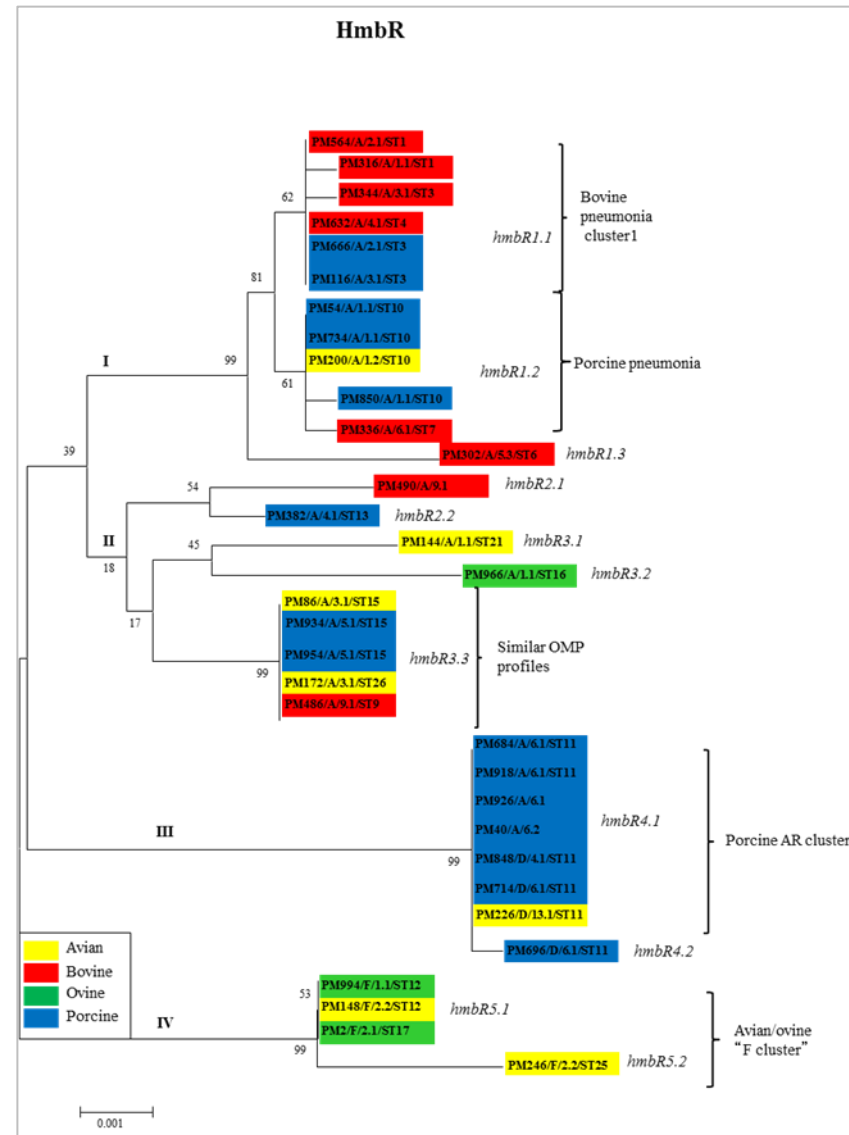 HmbR
PM564/A/2.1/ST1
PM316/A/1.1/ST1
62
PM344/A/3.1/ST3
Bovine
pneumonia
cluster1
PM632/A/4.1/ST4
hmbR1.1
PM666/A/2.1/ST3
PM116/A/3.1/ST3
81
PM54/A/1.1/ST10
PM734/A/1.1/ST10
I
99
PM200/A/1.2/ST10
hmbR1.2
Porcine pneumonia
61
PM850/A/1.1/ST10
PM336/A/6.1/ST7
39
PM302/A/5.3/ST6
hmbR1.3
54
PM490/A/9.1
hmbR2.1
PM382/A/4.1/ST13
hmbR2.2
II
45
PM144/A/1.1/ST21
hmbR3.1
18
PM966/A/1.1/ST16
hmbR3.2
17
PM86/A/3.1/ST15
PM934/A/5.1/ST15
Similar OMP
profiles
PM954/A/5.1/ST15
hmbR3.3
99
PM172/A/3.1/ST26
PM486/A/9.1/ST9
PM684/A/6.1/ST11
PM918/A/6.1/ST11
PM926/A/6.1
hmbR4.1
III
PM40/A/6.2
Porcine AR cluster
99
PM848/D/4.1/ST11
PM714/D/6.1/ST11
PM226/D/13.1/ST11
PM696/D/6.1/ST11
hmbR4.2
Avian
Bovine
Ovine
Porcine
53
PM994/F/1.1/ST12
IV
PM148/F/2.2/ST12
hmbR5.1
PM2/F/2.1/ST17
Avian/ovine
“F cluster”
99
PM246/F/2.2/ST25
hmbR5.2
0.001